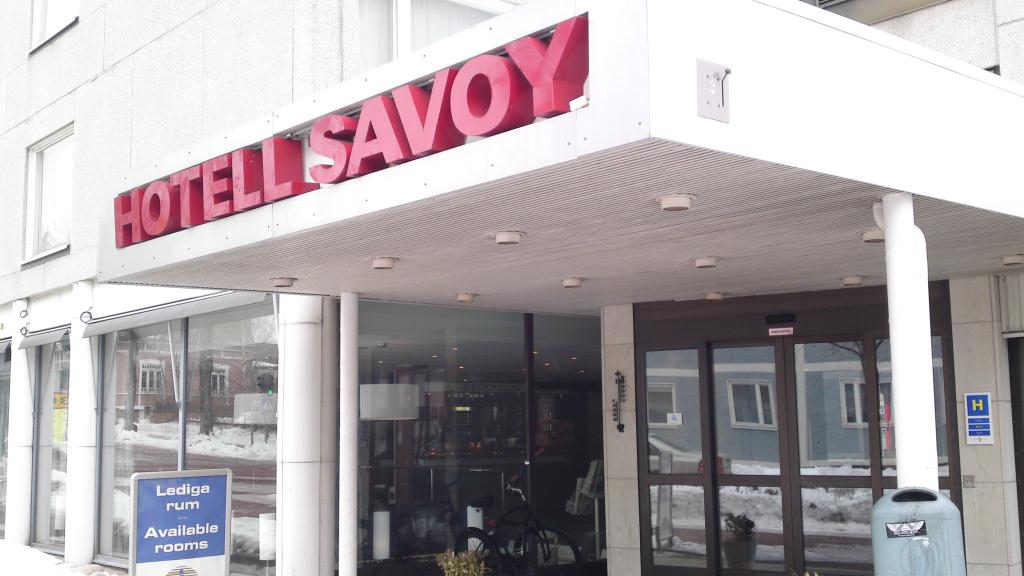 HOTELL SAVOY
Lediga
rum
Available
rooms
H